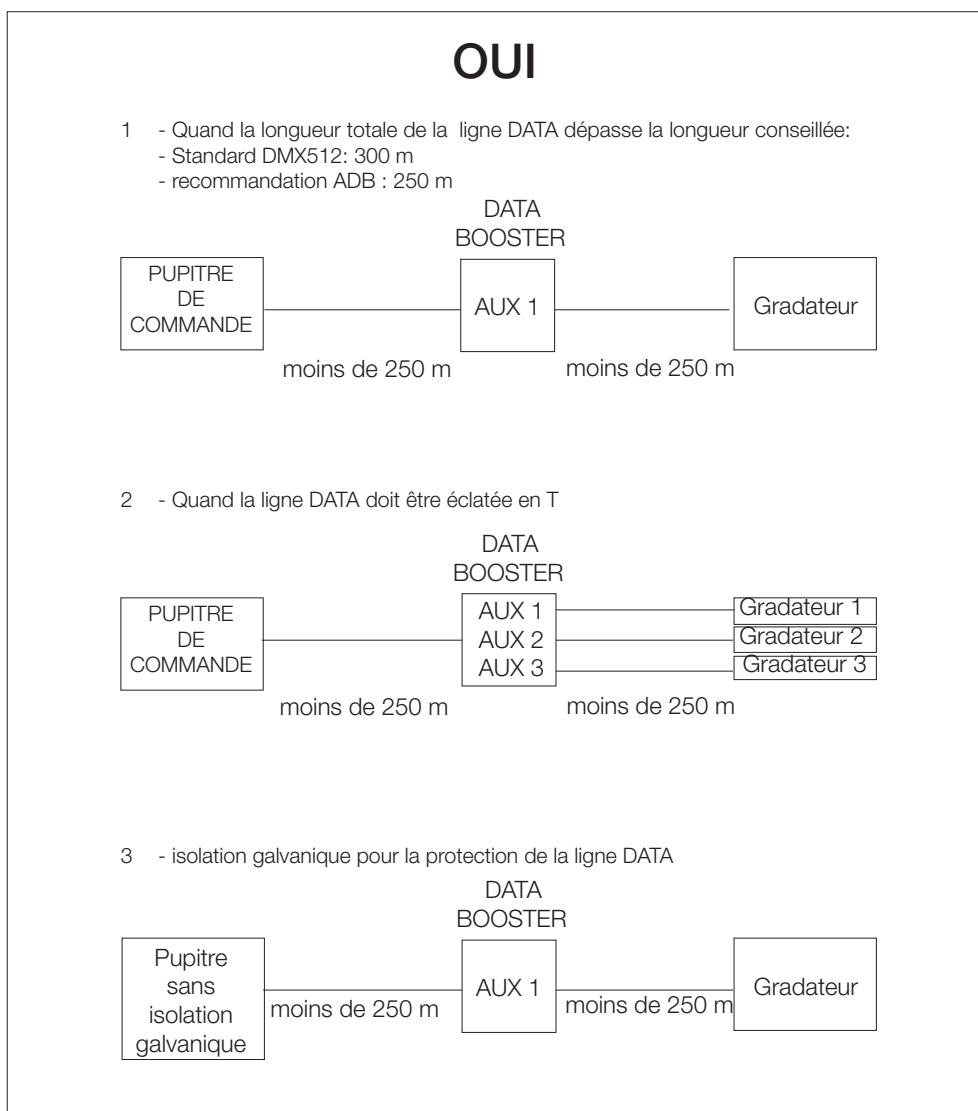 OUI
1 - Quand la longueur totale de la ligne DATA dépasse la longueur conseillée:
- Standard DMX512: 300 m
- recommandation ADB : 250 m
DATA
BOOSTER
PUPITRE
DE
COMMANDE
AUX 1
Gradateur
moins de 250 m
moins de 250 m
2 - Quand la ligne DATA doit être éclatée en T
DATA
BOOSTER
PUPITRE
DE
COMMANDE
AUX 1
AUX 2
AUX 3
Gradateur 1
Gradateur 2
Gradateur 3
moins de 250 m
moins de 250 m
3 - isolation galvanique pour la protection de la ligne DATA
DATA
BOOSTER
Pupitre
sans
isolation
galvanique
moins de 250 m
AUX 1
moins de 250 m
Gradateur